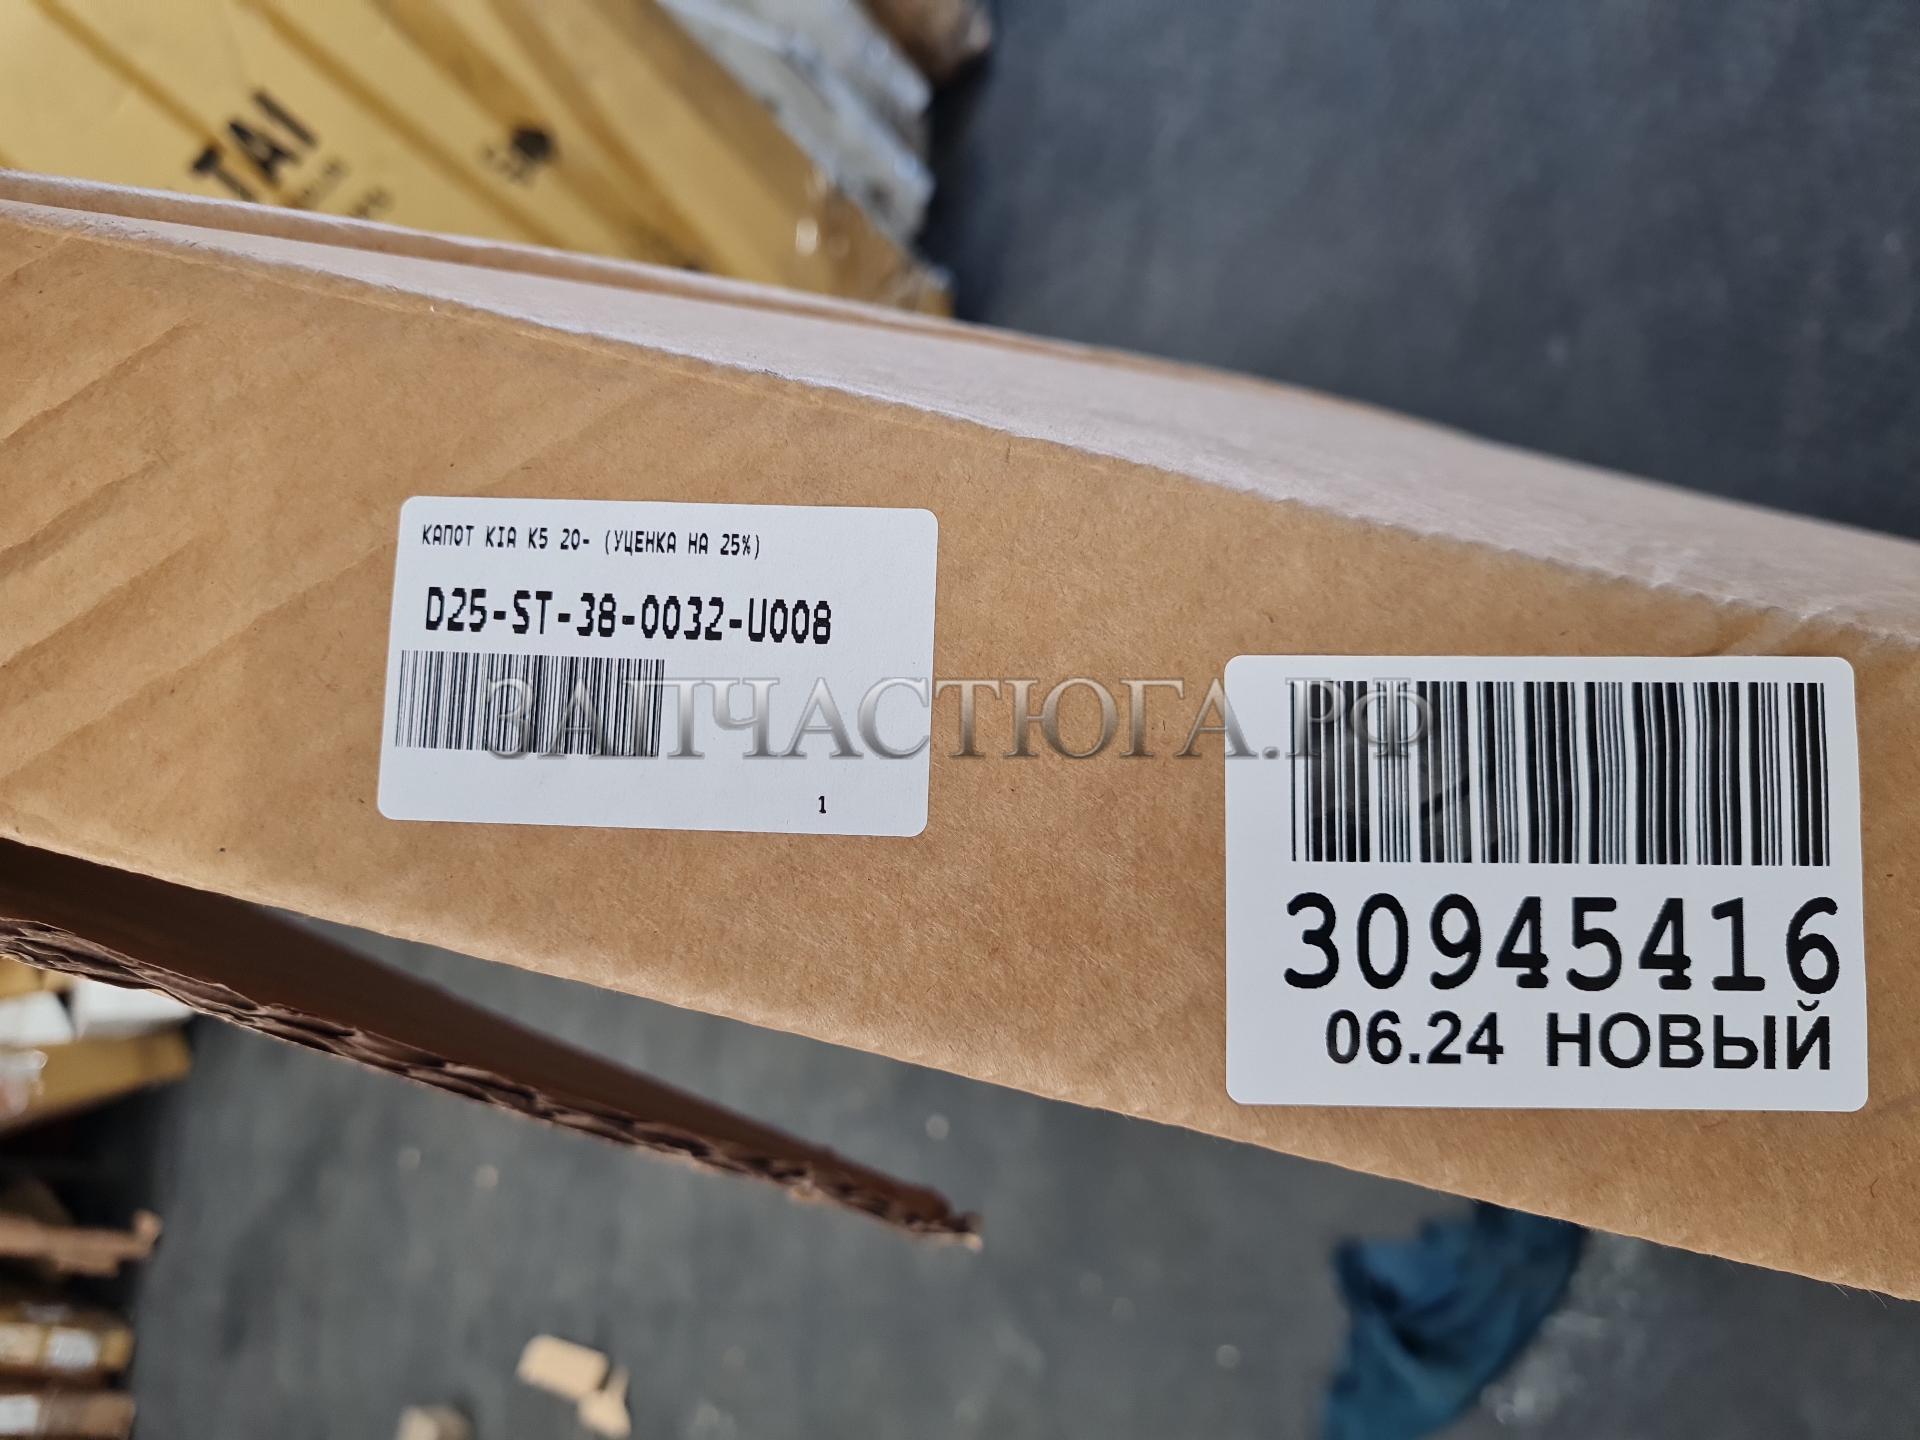 TAI
КАПОТ KIA K5 20- (УЦЕНКА НА 25%)
D25-ST-38-0032-U008
ЗАПЧАСТЮГА.РФ
1
30945416
06.24 НОВЫЙ